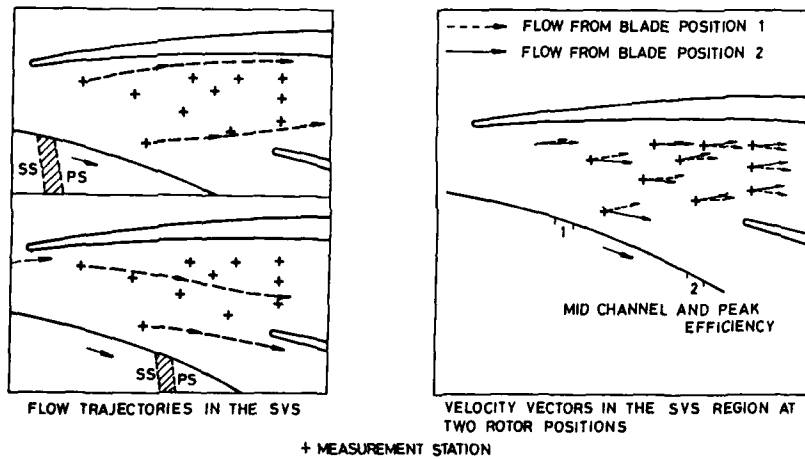 SS
PS
SS
PS
FLOW TRAJECTORIES IN THE SVS
FLOW FROM BLADE POSITION 1
FLOW FROM BLADE POSITION 2
1
2
MID CHANNEL AND PEAK
EFFICIENCY
VELOCITY VECTORS IN THE SVS REGION AT
TWO ROTOR POSITIONS
+ MEASUREMENT STATION